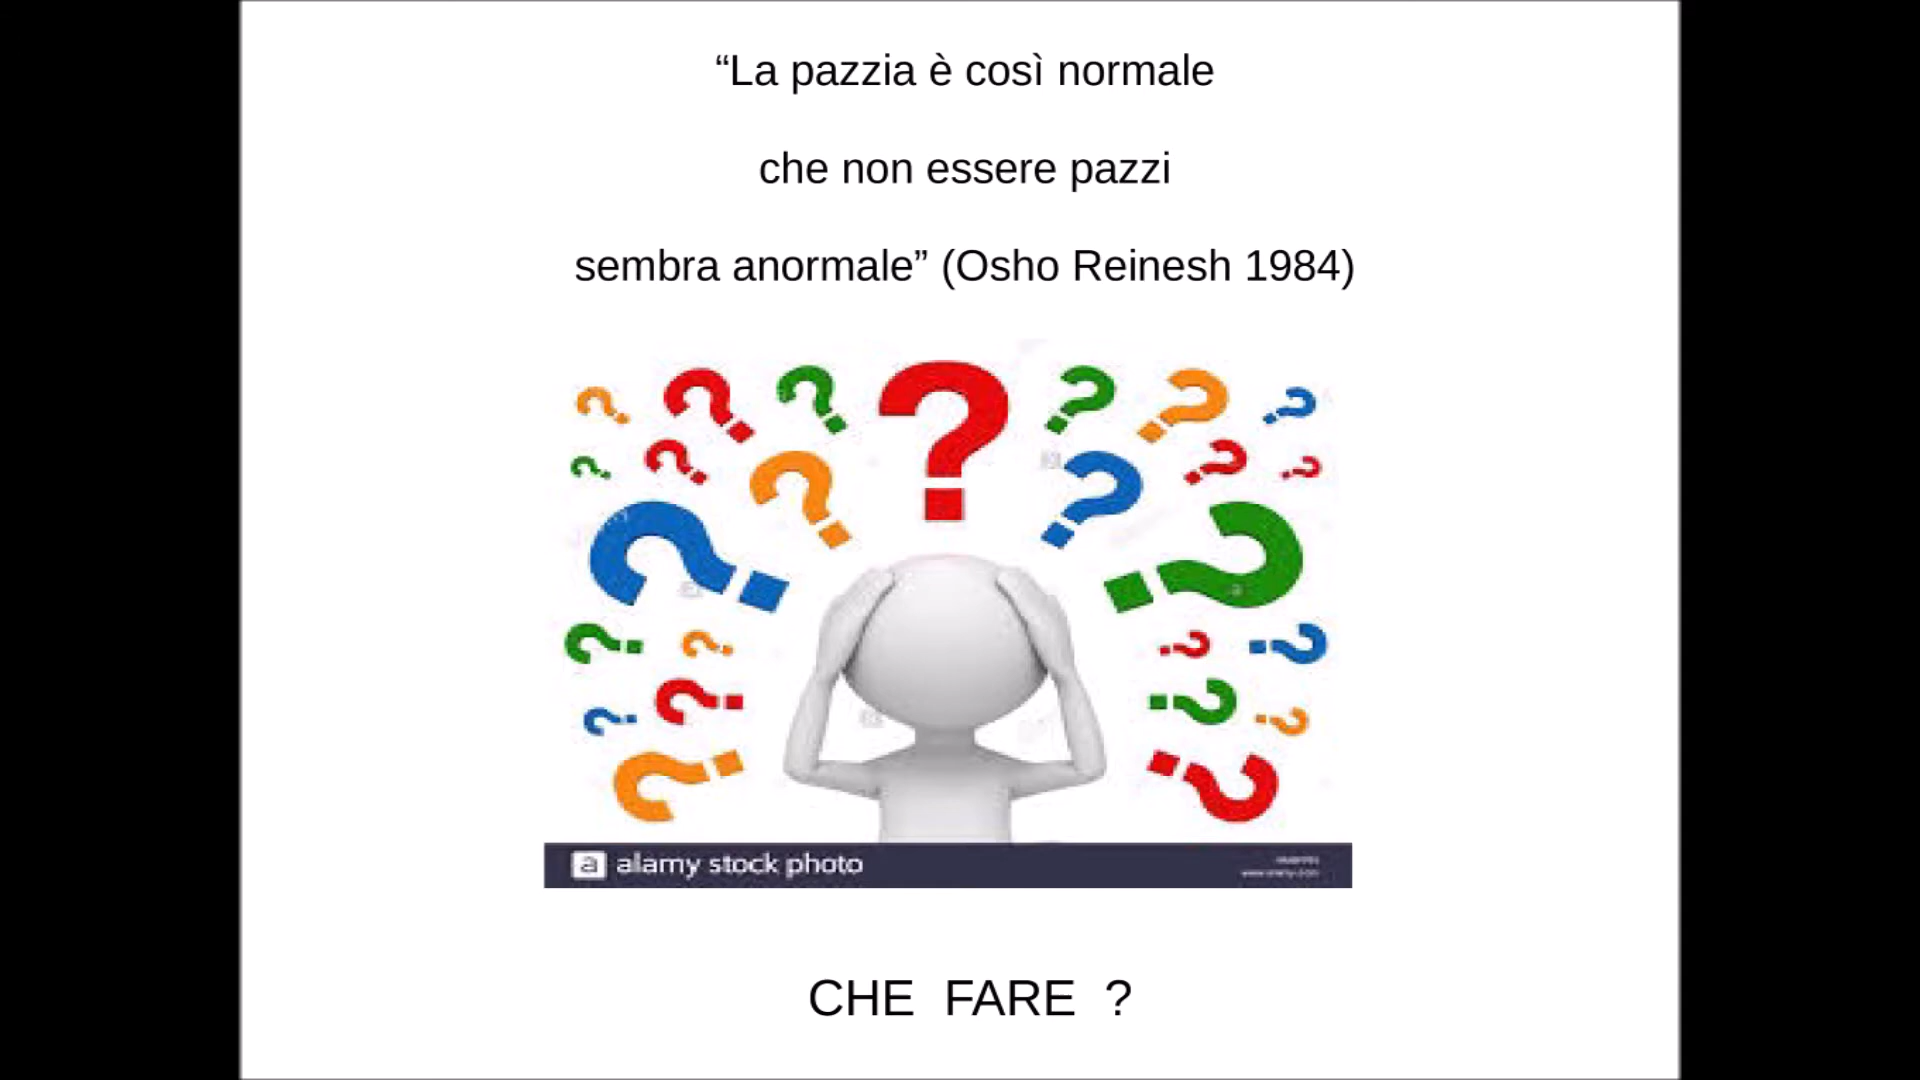 “La pazzia è così normale
che non essere pazzi
sembra anormale” (Osho Reinesh 1984)
a alamy stock photo
CHE FARE ?